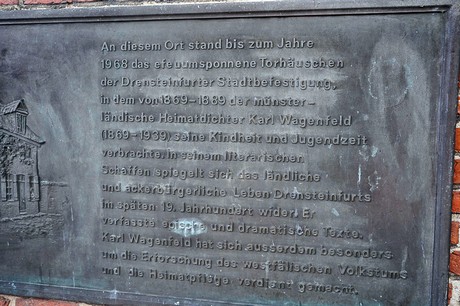 An diesem Ort stand bis zum Jahre
1968 das efeuumsponnene Torhäuschen
der Drensteinfurter Stadtbefestigung,
in dem von 1869-1889 der münster-
ländische Heimatdichter Karl Wagenfeld
(1869-1939) seine Kindheit und Jugendzeit
verbrachte. In seinem literarischen
Schaffen spiegelt sich das ländliche
und ackerbürgerliche Leben Drensteinfurts
im späten 19. Jahrhundert wider. Er
verfasste epische und dramatische Texte.
Karl Wagenfeld hat sich ausserdem besonders
um die Erforschung des westfälischen Volkstums
und die Heimatpflege verdient gemacht.